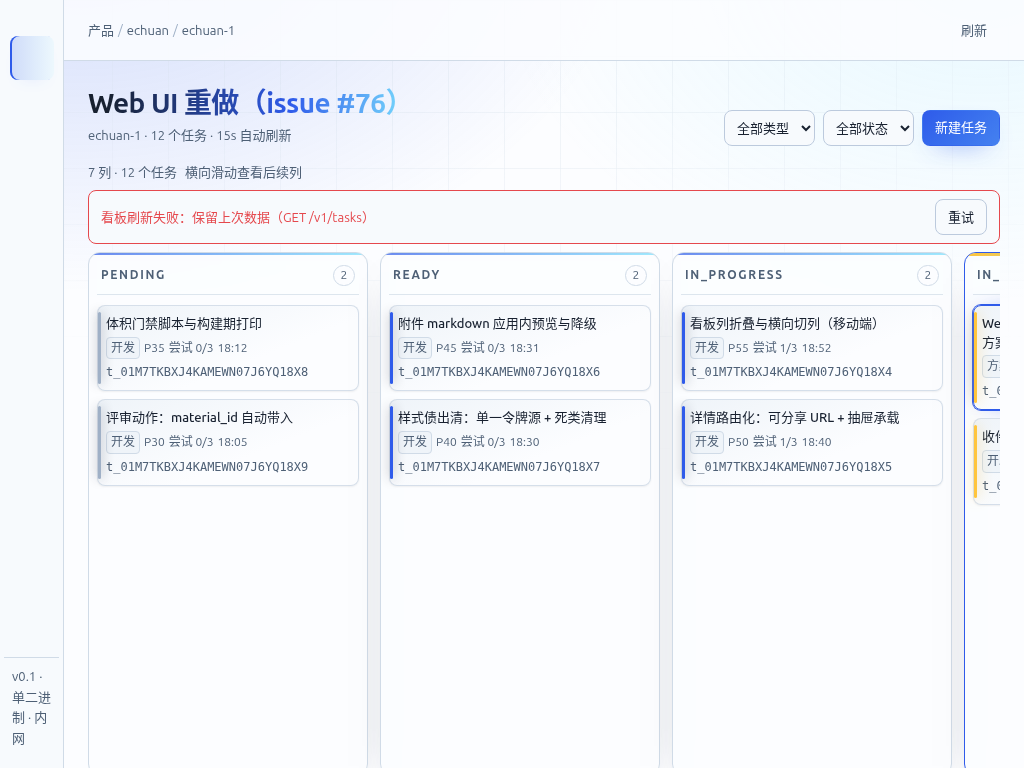 产品 / echuan / echuan-1
刷新
Web UI 重做（issue #76）
echuan-1 · 12 个任务 · 15s 自动刷新
全部类型
全部状态
新建任务
7 列 · 12 个任务 横向滑动查看后续列
看板刷新失败：保留上次数据（GET /v1/tasks）
重试
PENDING 2
体积门禁脚本与构建期打印
开发 P35 尝试 0/3 18:12
t_01M7TKBXJ4KAMEWN07J6YQ18X8
评审动作：material_id 自动带入
开发 P30 尝试 0/3 18:05
t_01M7TKBXJ4KAMEWN07J6YQ18X9
READY 2
附件 markdown 应用内预览与降级
开发 P45 尝试 0/3 18:31
t_01M7TKBXJ4KAMEWN07J6YQ18X6
样式债出清：单一令牌源 + 死类清理
开发 P40 尝试 0/3 18:30
t_01M7TKBXJ4KAMEWN07J6YQ18X7
IN_PROGRESS 2
看板列折叠与横向切列（移动端）
开发 P55 尝试 1/3 18:52
t_01M7TKBXJ4KAMEWN07J6YQ18X4
详情路由化：可分享 URL + 抽屉承载
开发 P50 尝试 1/3 18:40
t_01M7TKBXJ4KAMEWN07J6YQ18X5
IN_
We
方
t_0
收
开
t_0
v0.1 ·
单二进
制 · 内
网